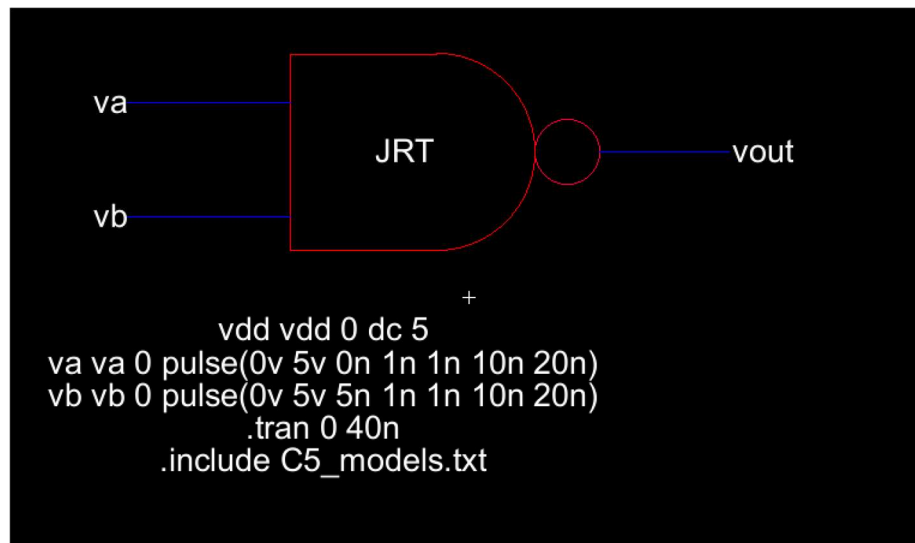 va
JRT
vout
vb
vdd vdd 0 dc 5
va va 0 pulse(0v 5v 0n 1n 1n 10n 20n)
vb vb 0 pulse(0v 5v 5n 1n 1n 10n 20n)
.tran 0 40n
.include C5_models.txt